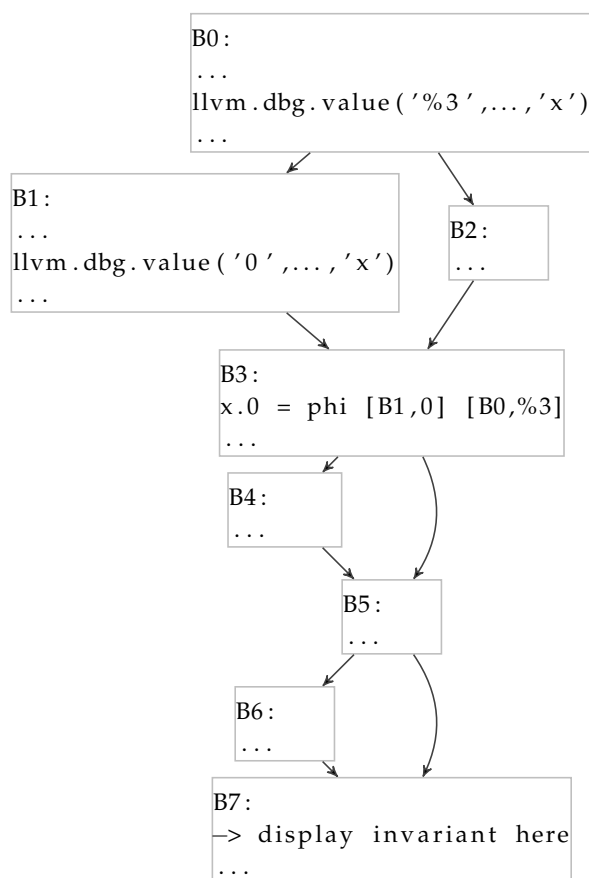 B0:
...
llvm.dbg.value('%3',...,'x')
...
B1:
...
llvm.dbg.value('0',...,'x')
...
B2:
...
B3:
x.0 = phi [B1,0] [B0,%3]
...
B4:
...
B5:
...
B6:
...
B7:
–> display invariant here
...